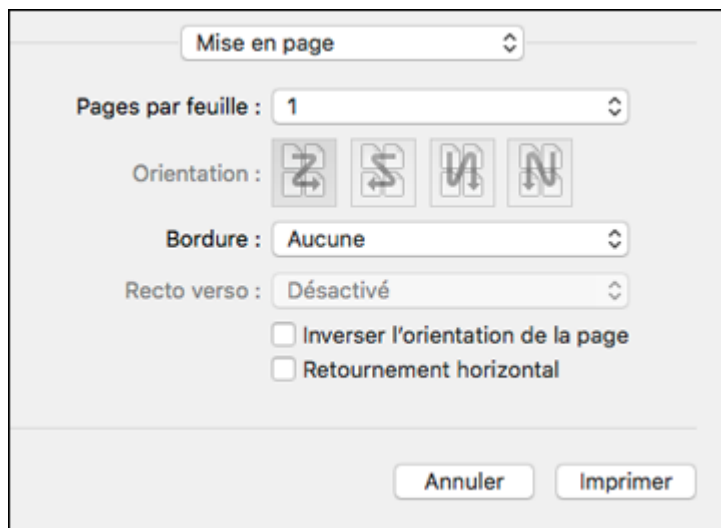 Mise en page
Pages par feuille : 1
Orientation :
Bordure : Aucune
Recto verso : Désactivé
Inverser l'orientation de la page
Retournement horizontal
Annuler Imprimer